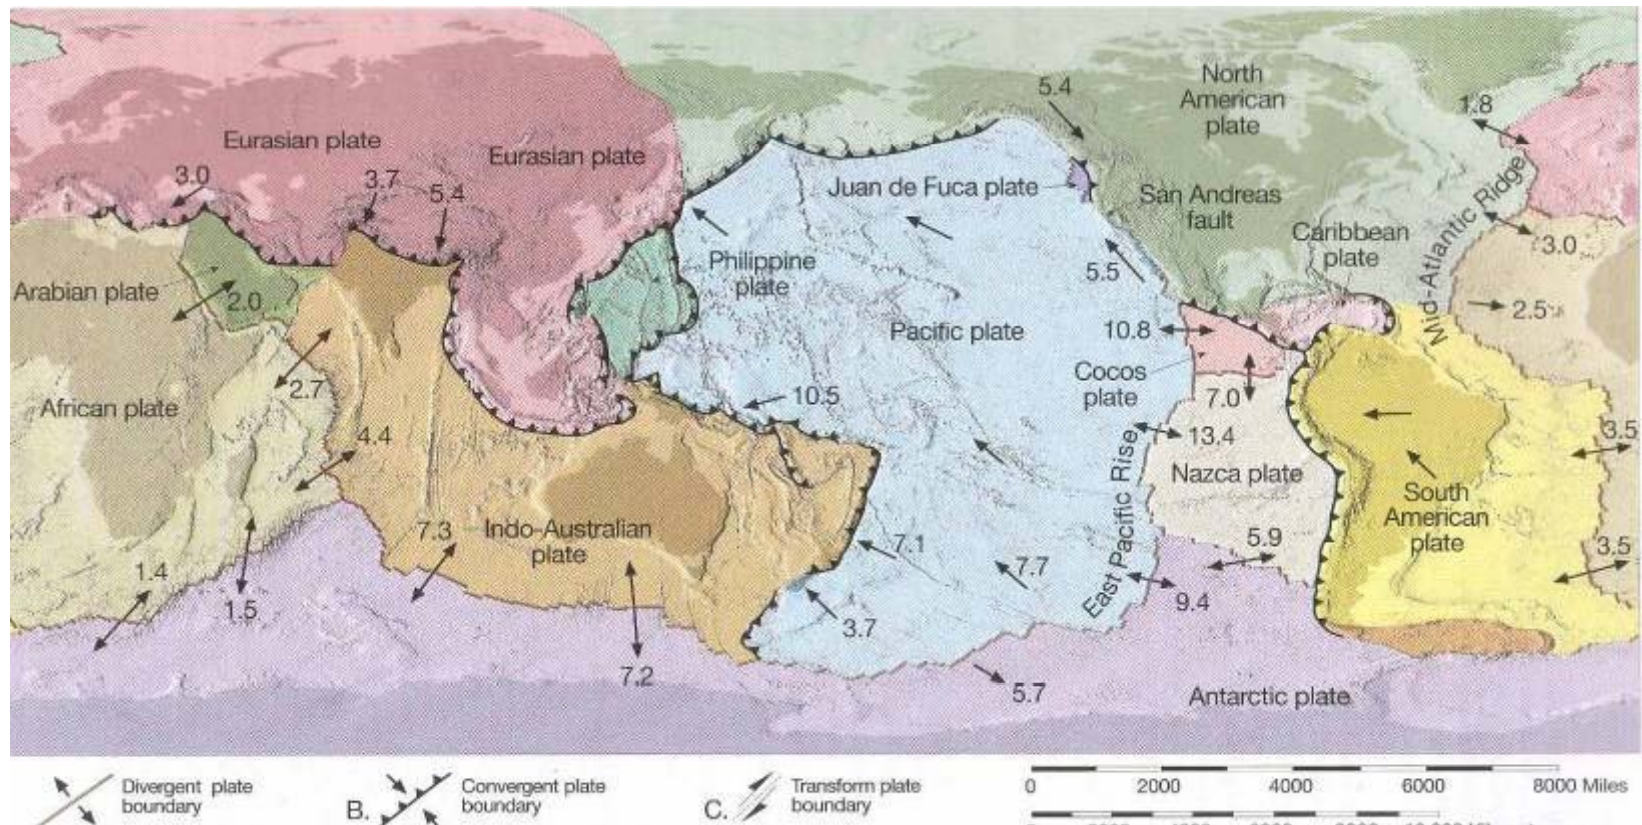 North
American
plate
5.4
1.8
Eurasian plate
Eurasian plate
3.0
3.7
5.4
Juan de Fuca plate
San Andreas
fault
Caribbean
plate
Mid-Atlantic Ridge
3.0
Philippine
plate
5.5
Arabian plate
2.0
2.5
Pacific plate
10.8
Cocos
plate
2.7
African plate
10.5
7.0
4.4
13.4
3.5
East Pacific Rise
Nazca plate
South
American
plate
7.3
Indo-Australian
plate
7.1
5.9
3.5
7.7
1.4
1.5
9.4
3.7
7.2
5.7
Antarctic plate
Divergent plate
boundary
B.
Convergent plate
boundary
C.
Transform plate
boundary
0
2000
4000
6000
8000 Miles